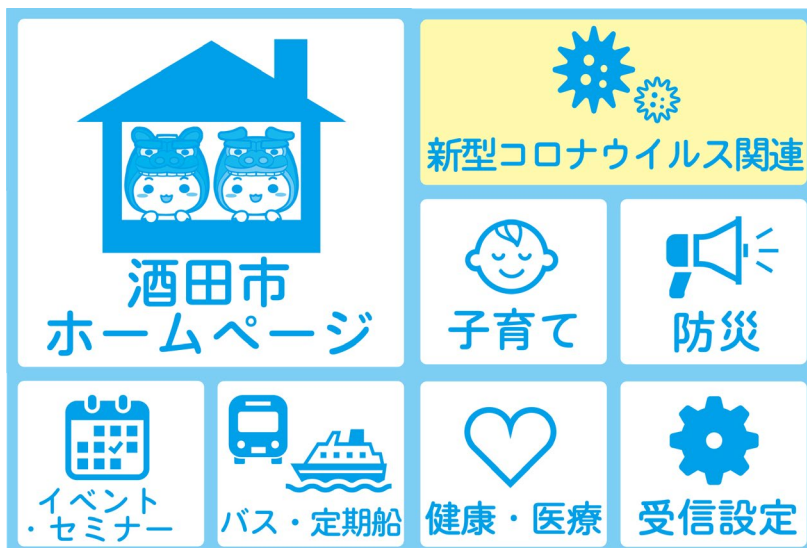 新型コロナウイルス関連
酒田市
ホームページ
子育て
防災
イベント
・セミナー
バス・定期船
健康・医療
受信設定